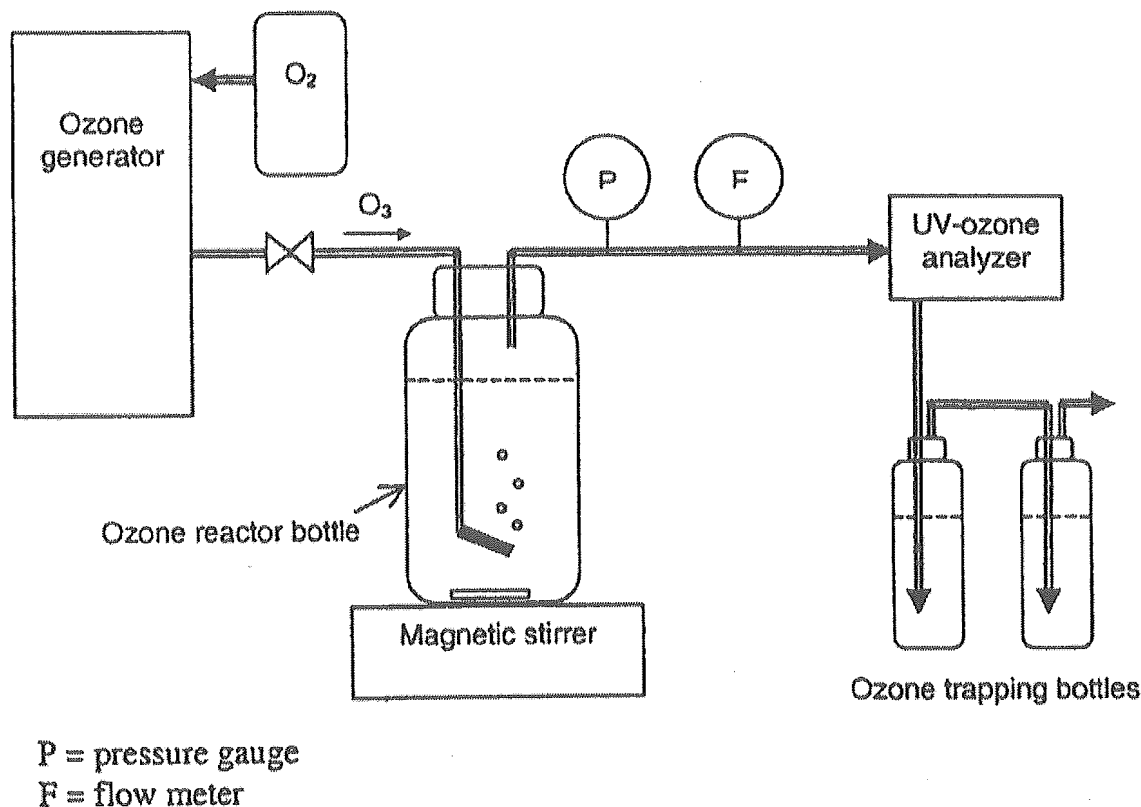 O₂
Ozone
generator
O₃
P
F
UV-ozone
analyzer
Ozone reactor bottle
Magnetic stirrer
Ozone trapping bottles
P = pressure gauge
F = flow meter